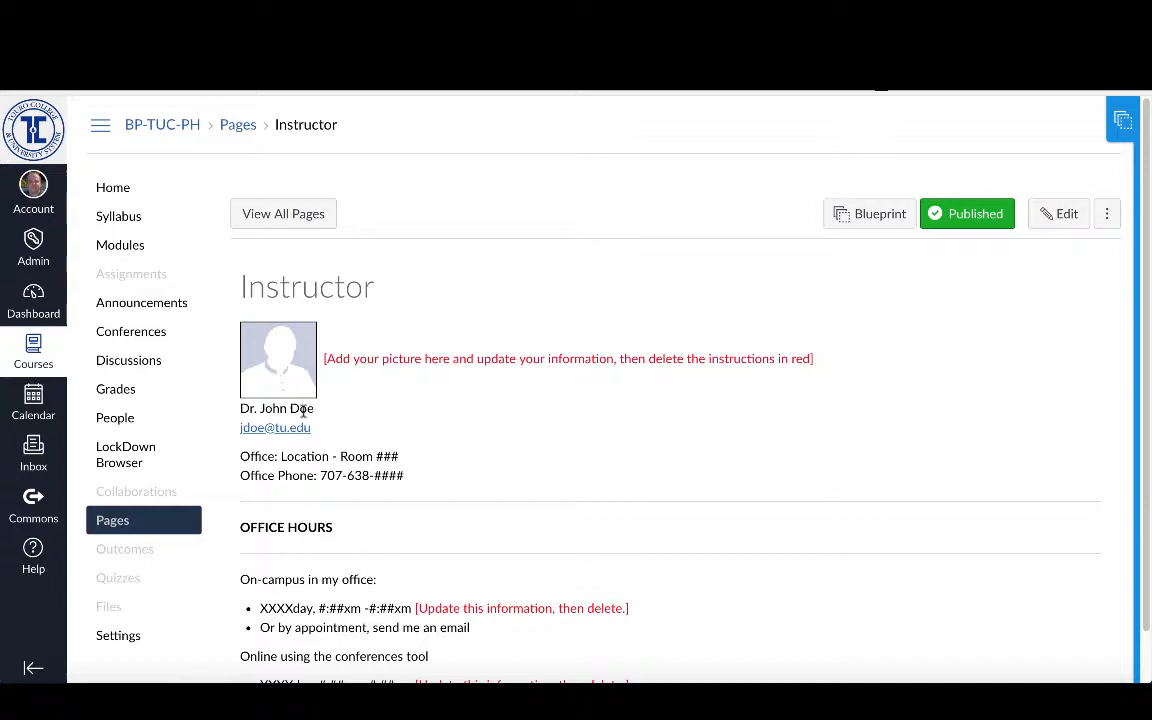 BP-TUC-PH > Pages > Instructor
Account
Admin
Dashboard
Courses
Calendar
Inbox
Commons
Help
Home
Syllabus
Modules
Assignments
Announcements
Conferences
Discussions
Grades
People
LockDown
Browser
Collaborations
Pages
Outcomes
Quizzes
Files
Settings
View All Pages
Blueprint
Published
Edit
Instructor
[Add your picture here and update your information, then delete the instructions in red]
Dr. John Doe
jdoe@tu.edu
Office: Location - Room ###
Office Phone: 707-638-####
OFFICE HOURS
On-campus in my office:
• XXXXday, #:##xm -#:##xm [Update this information, then delete.]
• Or by appointment, send me an email
Online using the conferences tool